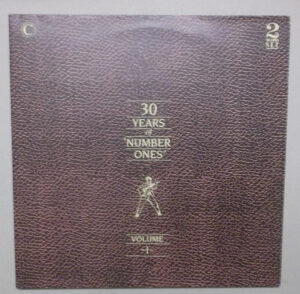 C
2
SET
30
YEARS
of
'NUMBER
ONES'
VOLUME
-1-